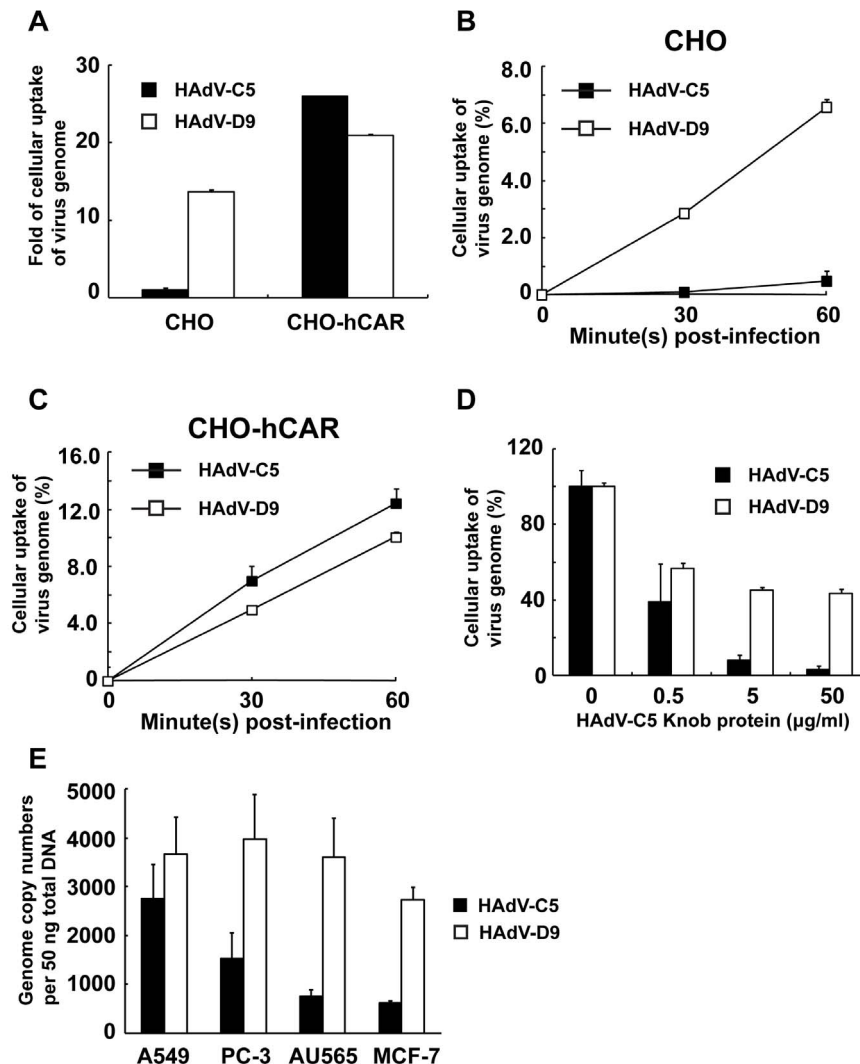 A
Fold of cellular uptake
of virus genome
30
20
10
0
HAdV-C5
HAdV-D9
CHO
CHO-hCAR
B
CHO
Cellular uptake of
virus genome (%)
8.0
6.0
4.0
2.0
0
HAdV-C5
HAdV-D9
0
30
60
Minute(s) post-infection
C
CHO-hCAR
Cellular uptake of
virus genome (%)
16.0
12.0
8.0
4.0
0
HAdV-C5
HAdV-D9
0
30
60
Minute(s) post-infection
D
Cellular uptake of
virus genome (%)
120
80
40
0
HAdV-C5
HAdV-D9
0
0.5
5
50
HAdV-C5 Knob protein (µg/ml)
E
Genome copy numbers
per 50 ng total DNA
5000
4000
3000
2000
1000
0
HAdV-C5
HAdV-D9
A549
PC-3
AU565
MCF-7